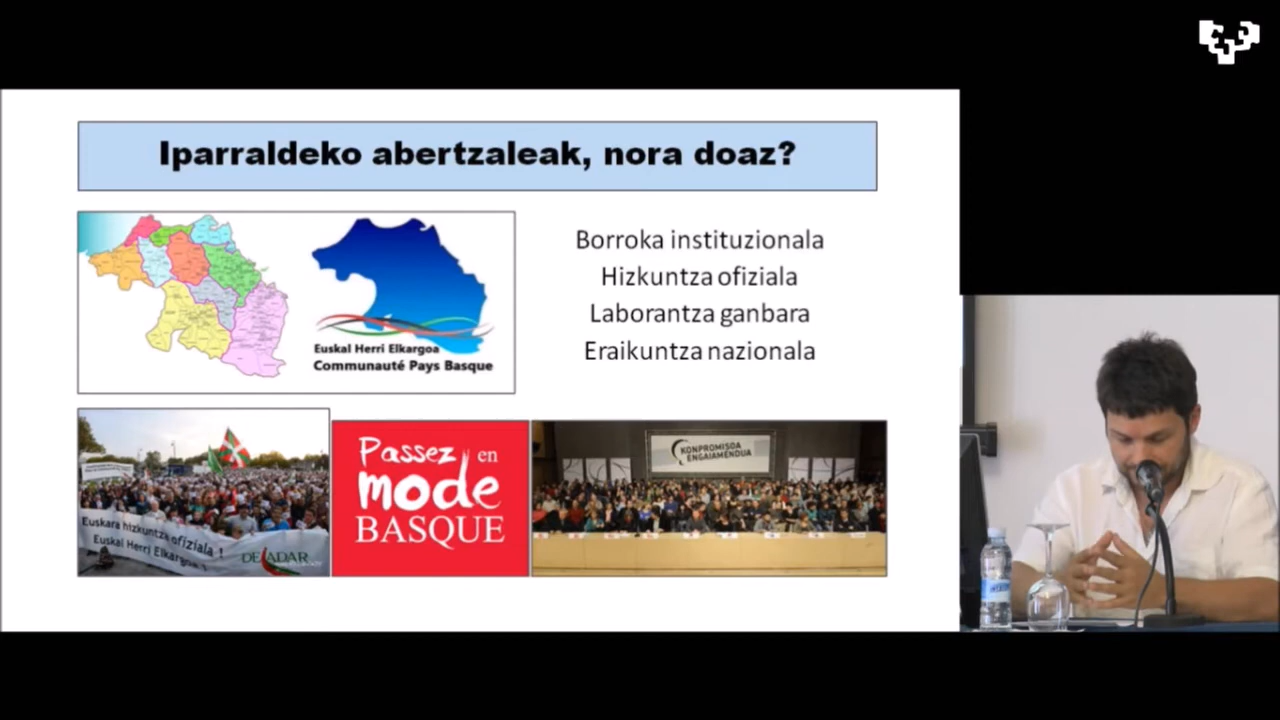 Iparraldeko abertzaleak, nora doaz?
Borroka instituzionala
Hizkuntza ofiziala
Laborantza ganbara
Eraikuntza nazionala
Euskal Herri Elkargoa
Communauté Pays Basque
Euskara hizkuntza ofiziala !
Euskal Herri Elkargoa
DEIADAR
Passez en
mode
BASQUE
KONPROMISOA
ENGAIAMENDUA